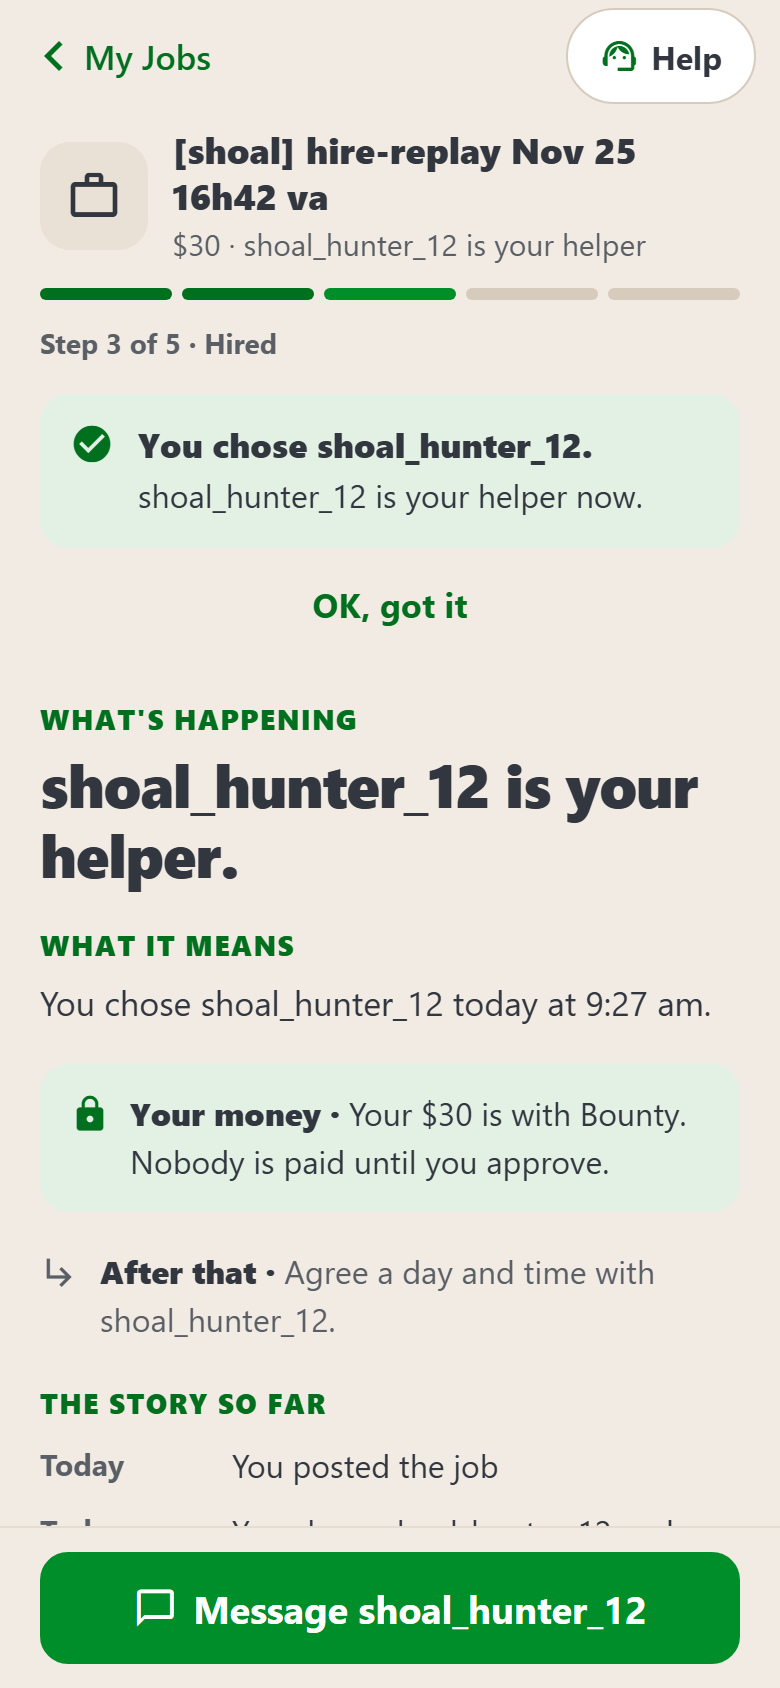 My Jobs
Help
[shoal] hire-replay Nov 25
16h42 va
$30 · shoal_hunter_12 is your helper
Step 3 of 5 · Hired
You chose shoal_hunter_12.
shoal_hunter_12 is your helper now.
OK, got it
WHAT'S HAPPENING
shoal_hunter_12 is your
helper.
WHAT IT MEANS
You chose shoal_hunter_12 today at 9:27 am.
Your money · Your $30 is with Bounty.
Nobody is paid until you approve.
After that · Agree a day and time with
shoal_hunter_12.
THE STORY SO FAR
Today You posted the job
Message shoal_hunter_12